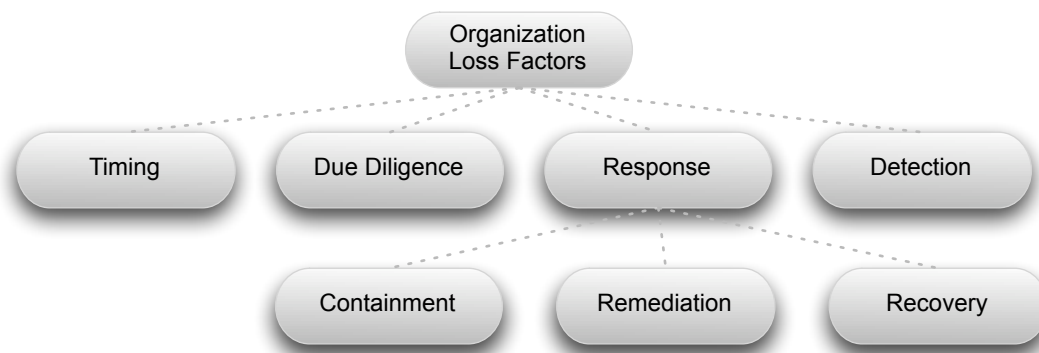 Organization
Loss Factors
Timing
Due Diligence
Response
Detection
Containment
Remediation
Recovery